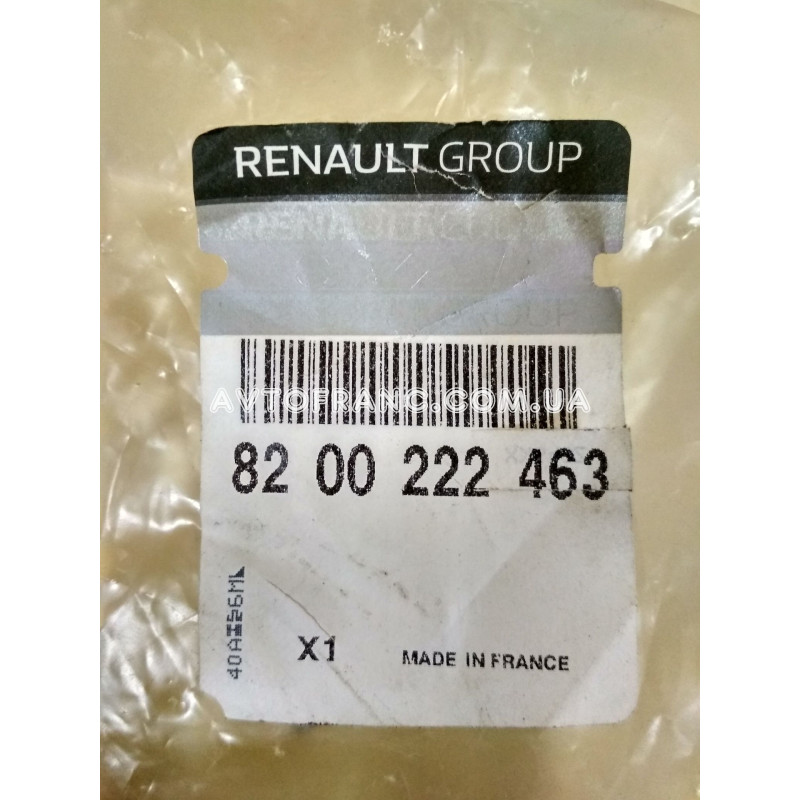 RENAULT GROUP
AVTOFRANC.COM.UA
82 00 222 463
X1
MADE IN FRANCE